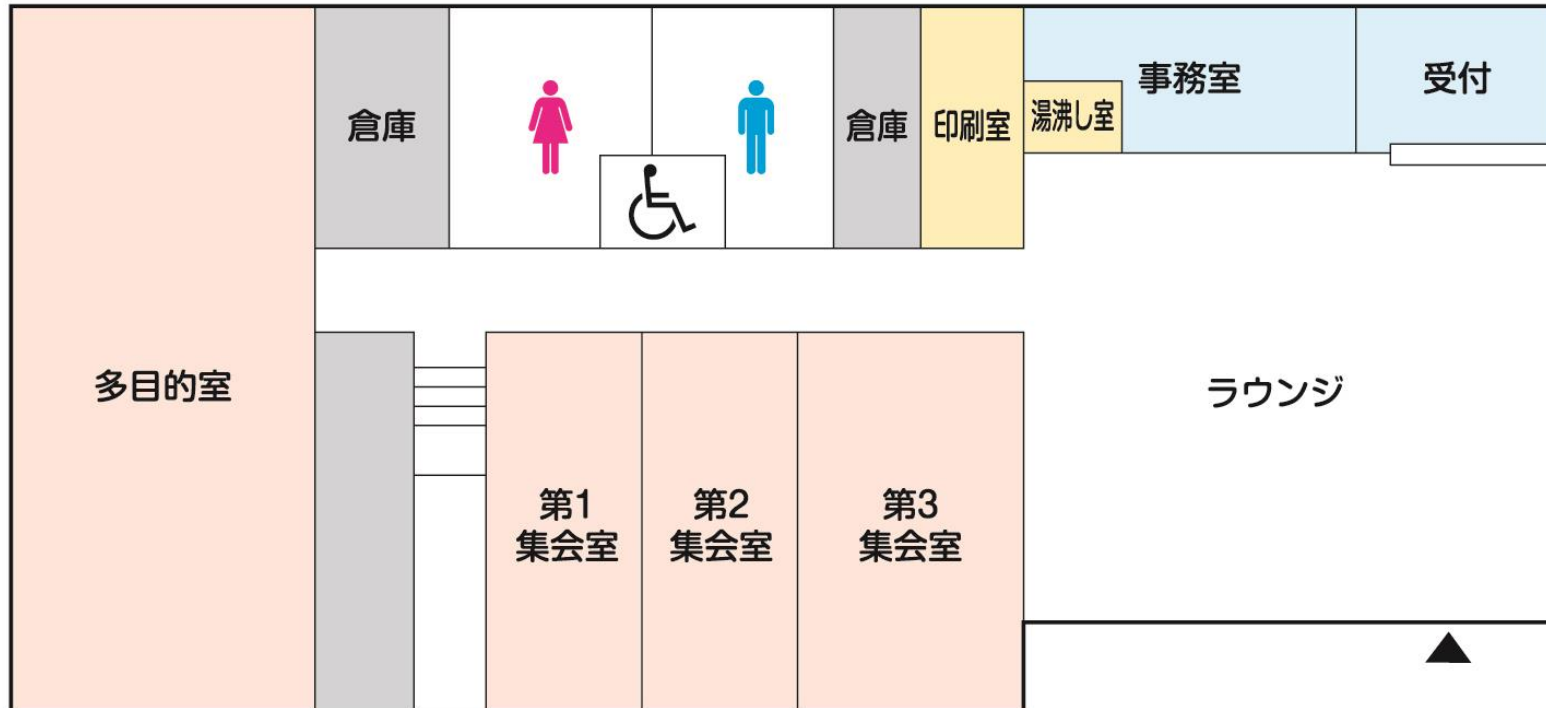 倉庫
倉庫
印刷室
湯沸し室
事務室
受付
多目的室
ラウンジ
第1
集会室
第2
集会室
第3
集会室